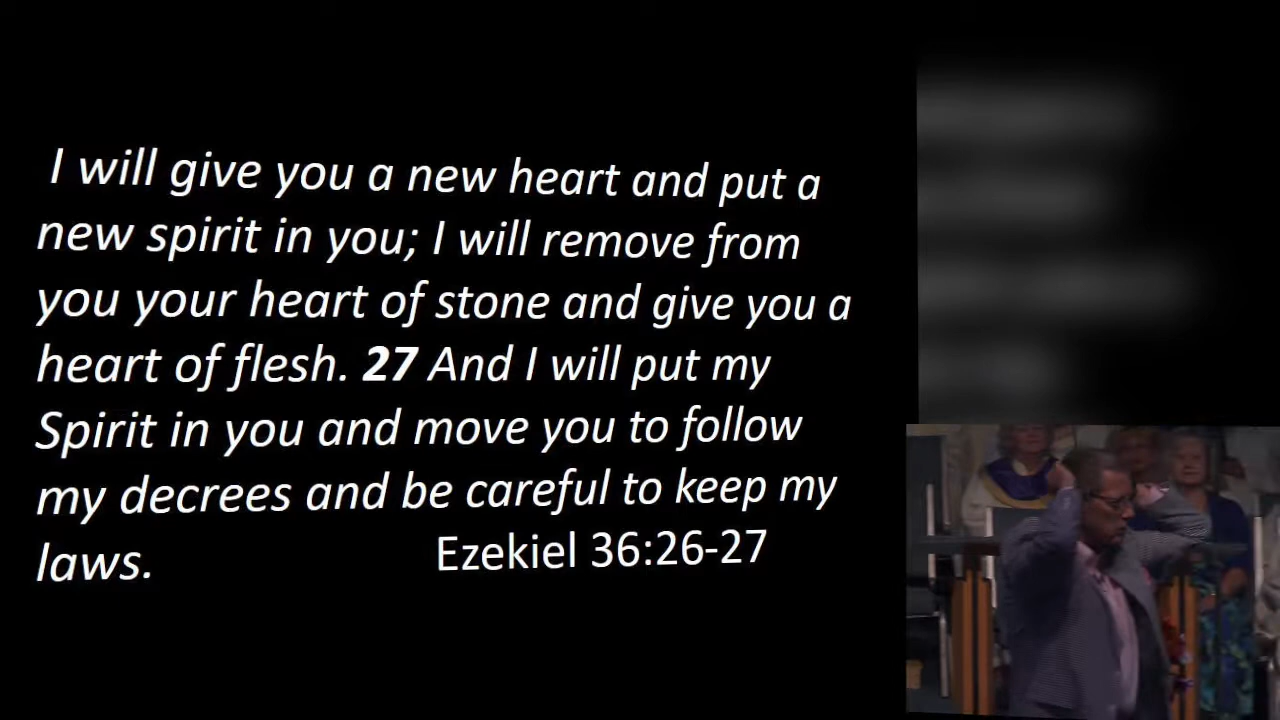 I will give you a new heart and put a
new spirit in you; I will remove from
you your heart of stone and give you a
heart of flesh. 27 And I will put my
Spirit in you and move you to follow
my decrees and be careful to keep my
laws. Ezekiel 36:26-27